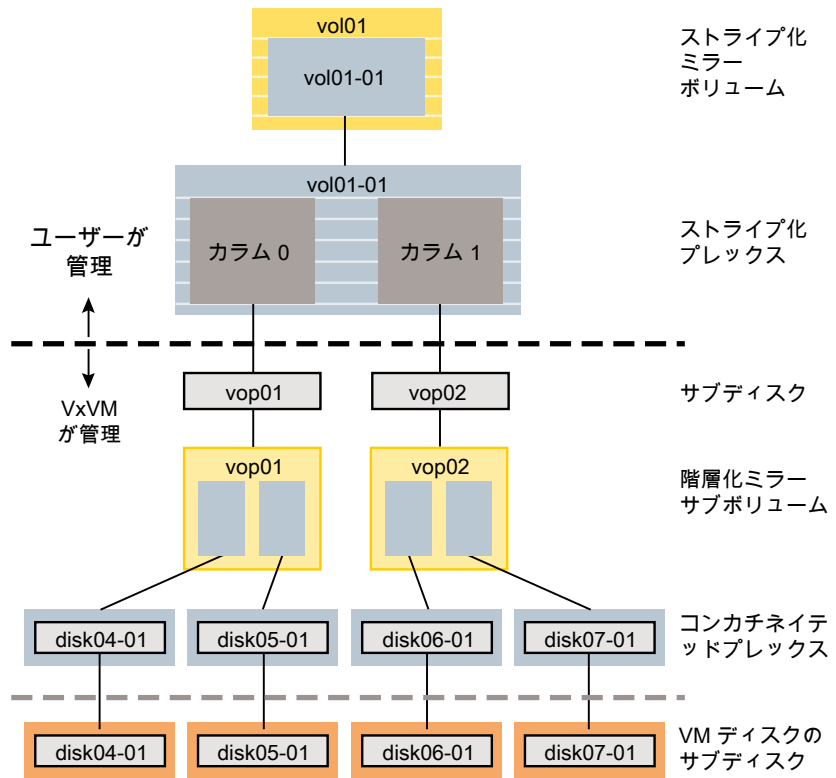 vol01
vol01-01
ストライプ化
ミラー
ボリューム
vol01-01
カラム 0
カラム 1
ストライプ化
プレックス
ユーザーが
管理
VxVM
が管理
vop01
vop02
サブディスク
vop01
vop02
階層化ミラー
サブボリューム
disk04-01
disk05-01
disk06-01
disk07-01
コンカチネイテ
ッドプレックス
disk04-01
disk05-01
disk06-01
disk07-01
VM ディスクの
サブディスク